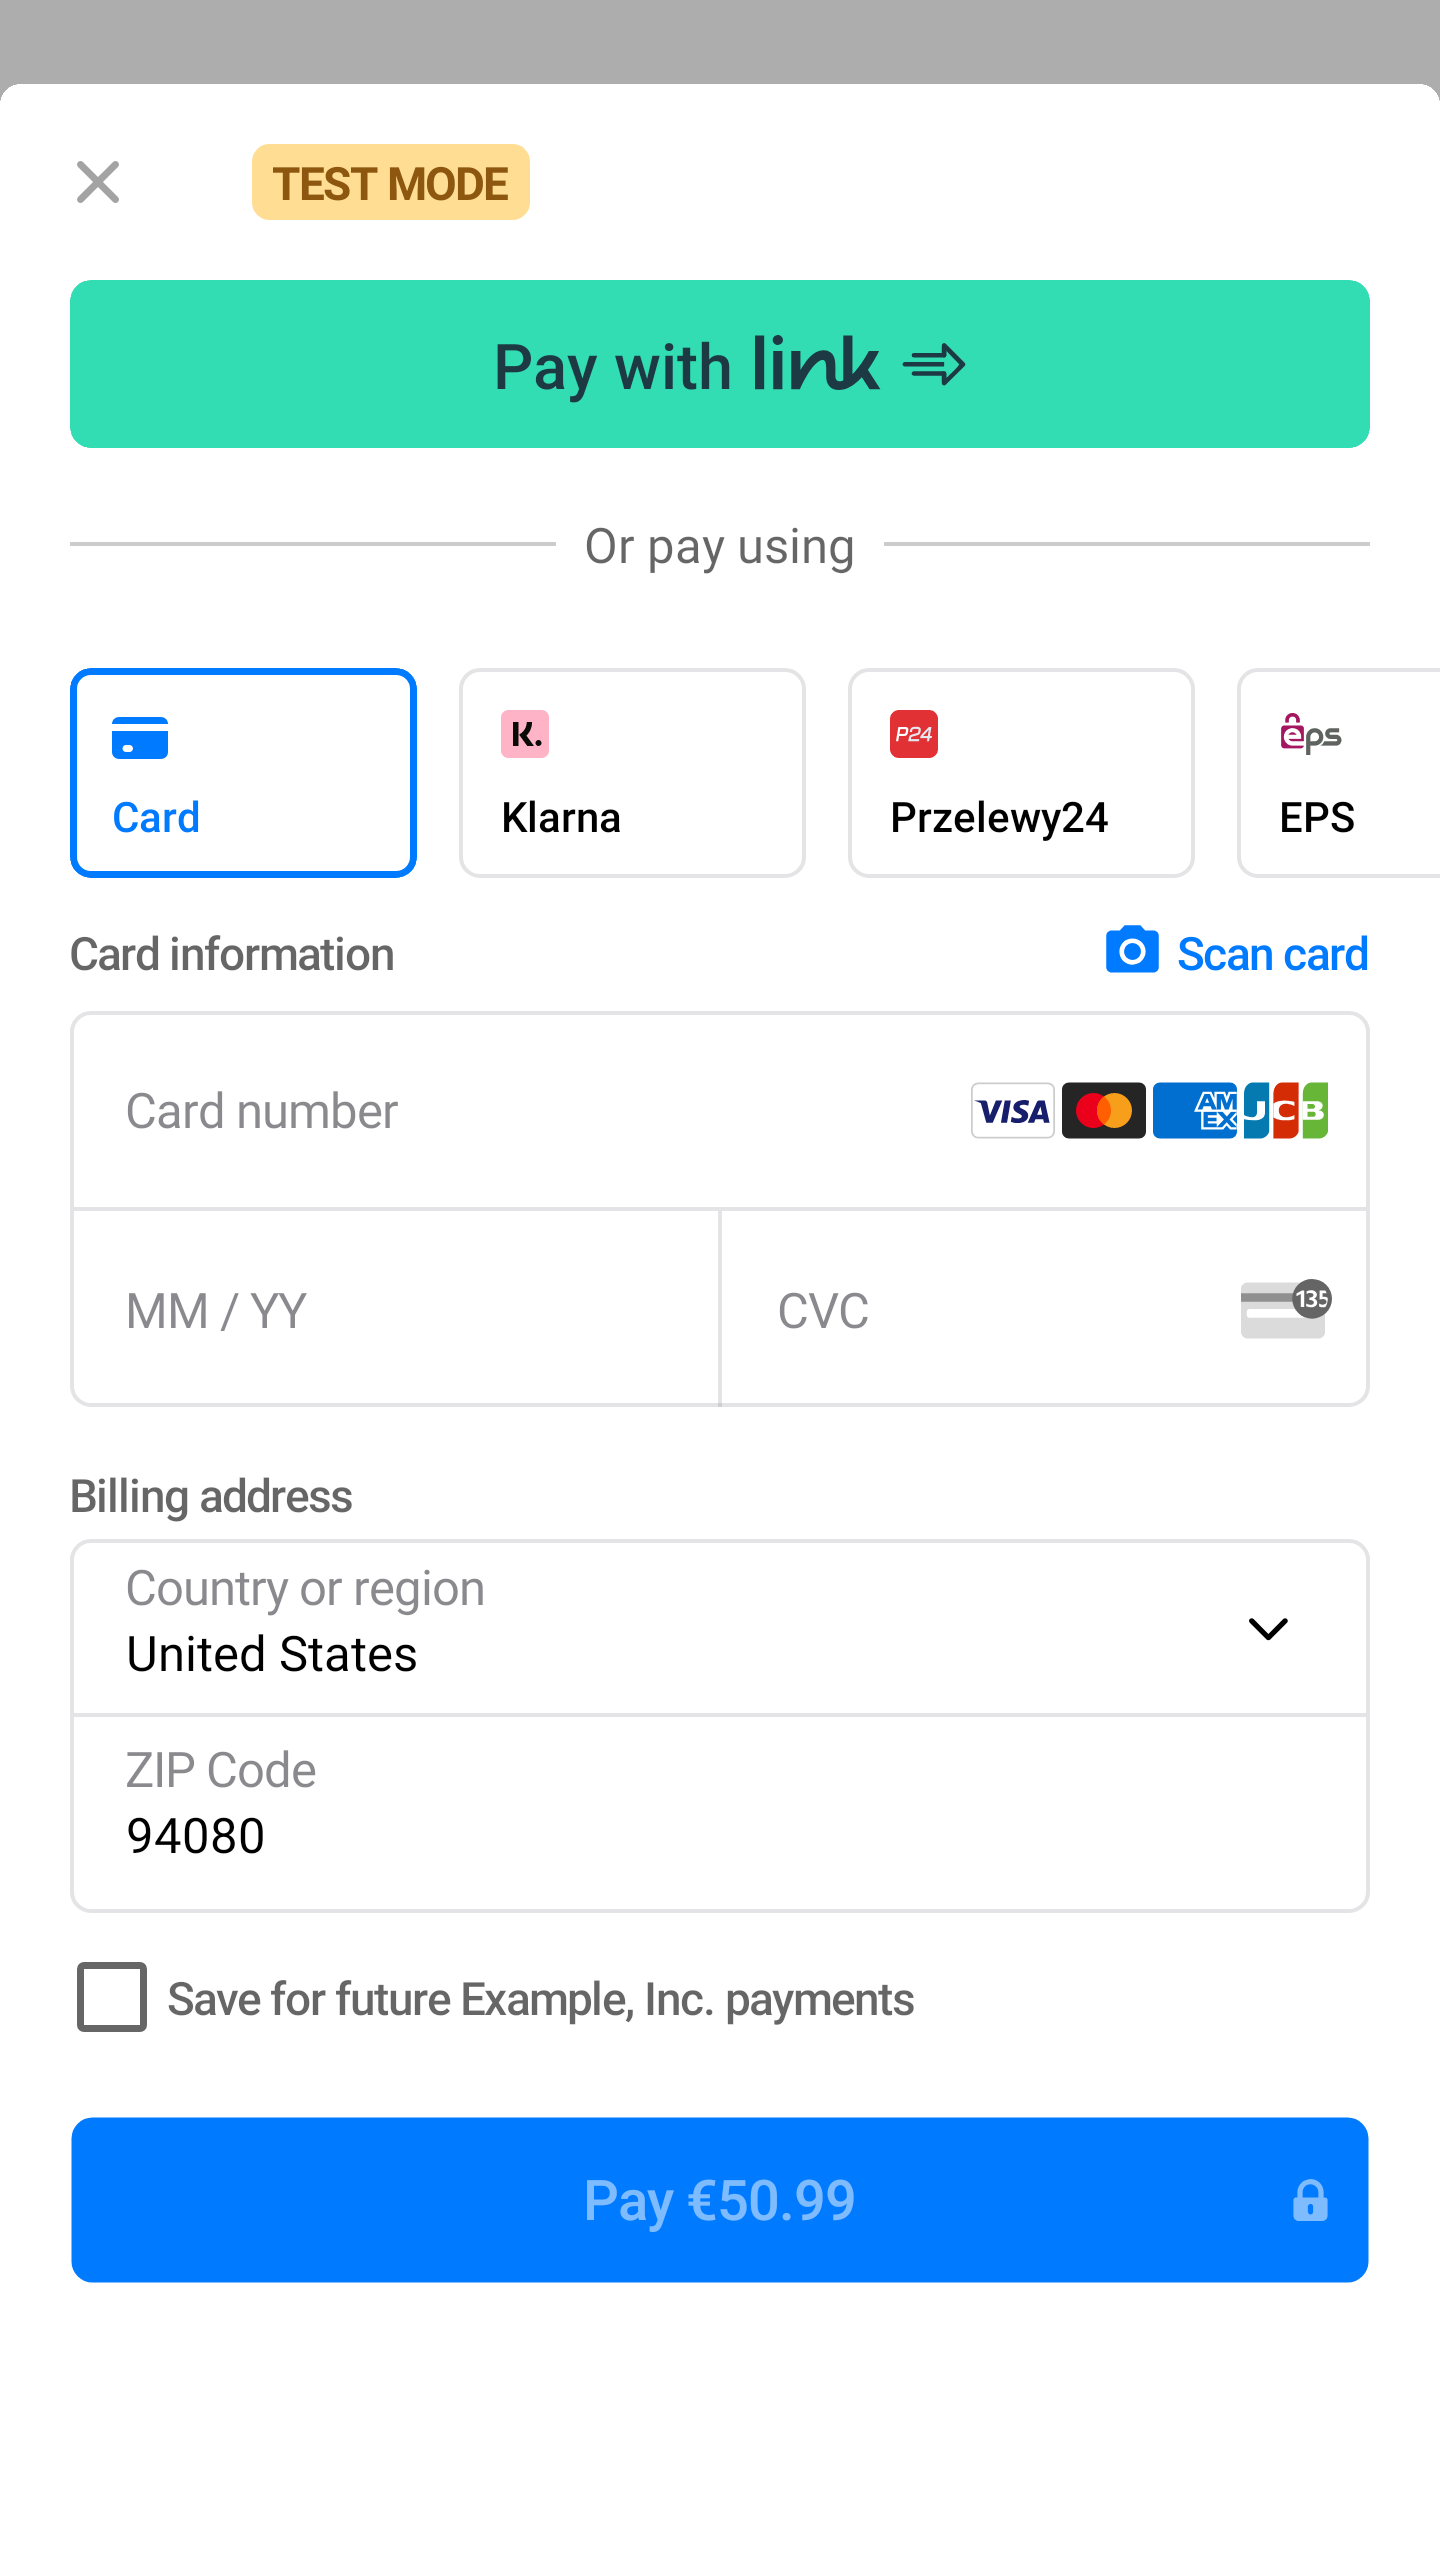 TEST MODE
Pay with link
Or pay using
K.
P24
eps
Card
Klarna
Przelewy24
EPS
Card information
Scan card
Card number
VISA
AM
EX
JCB
MM / YY
CVC
135
Billing address
Country or region
United States
ZIP Code
94080
Save for future Example, Inc. payments
Pay €50.99